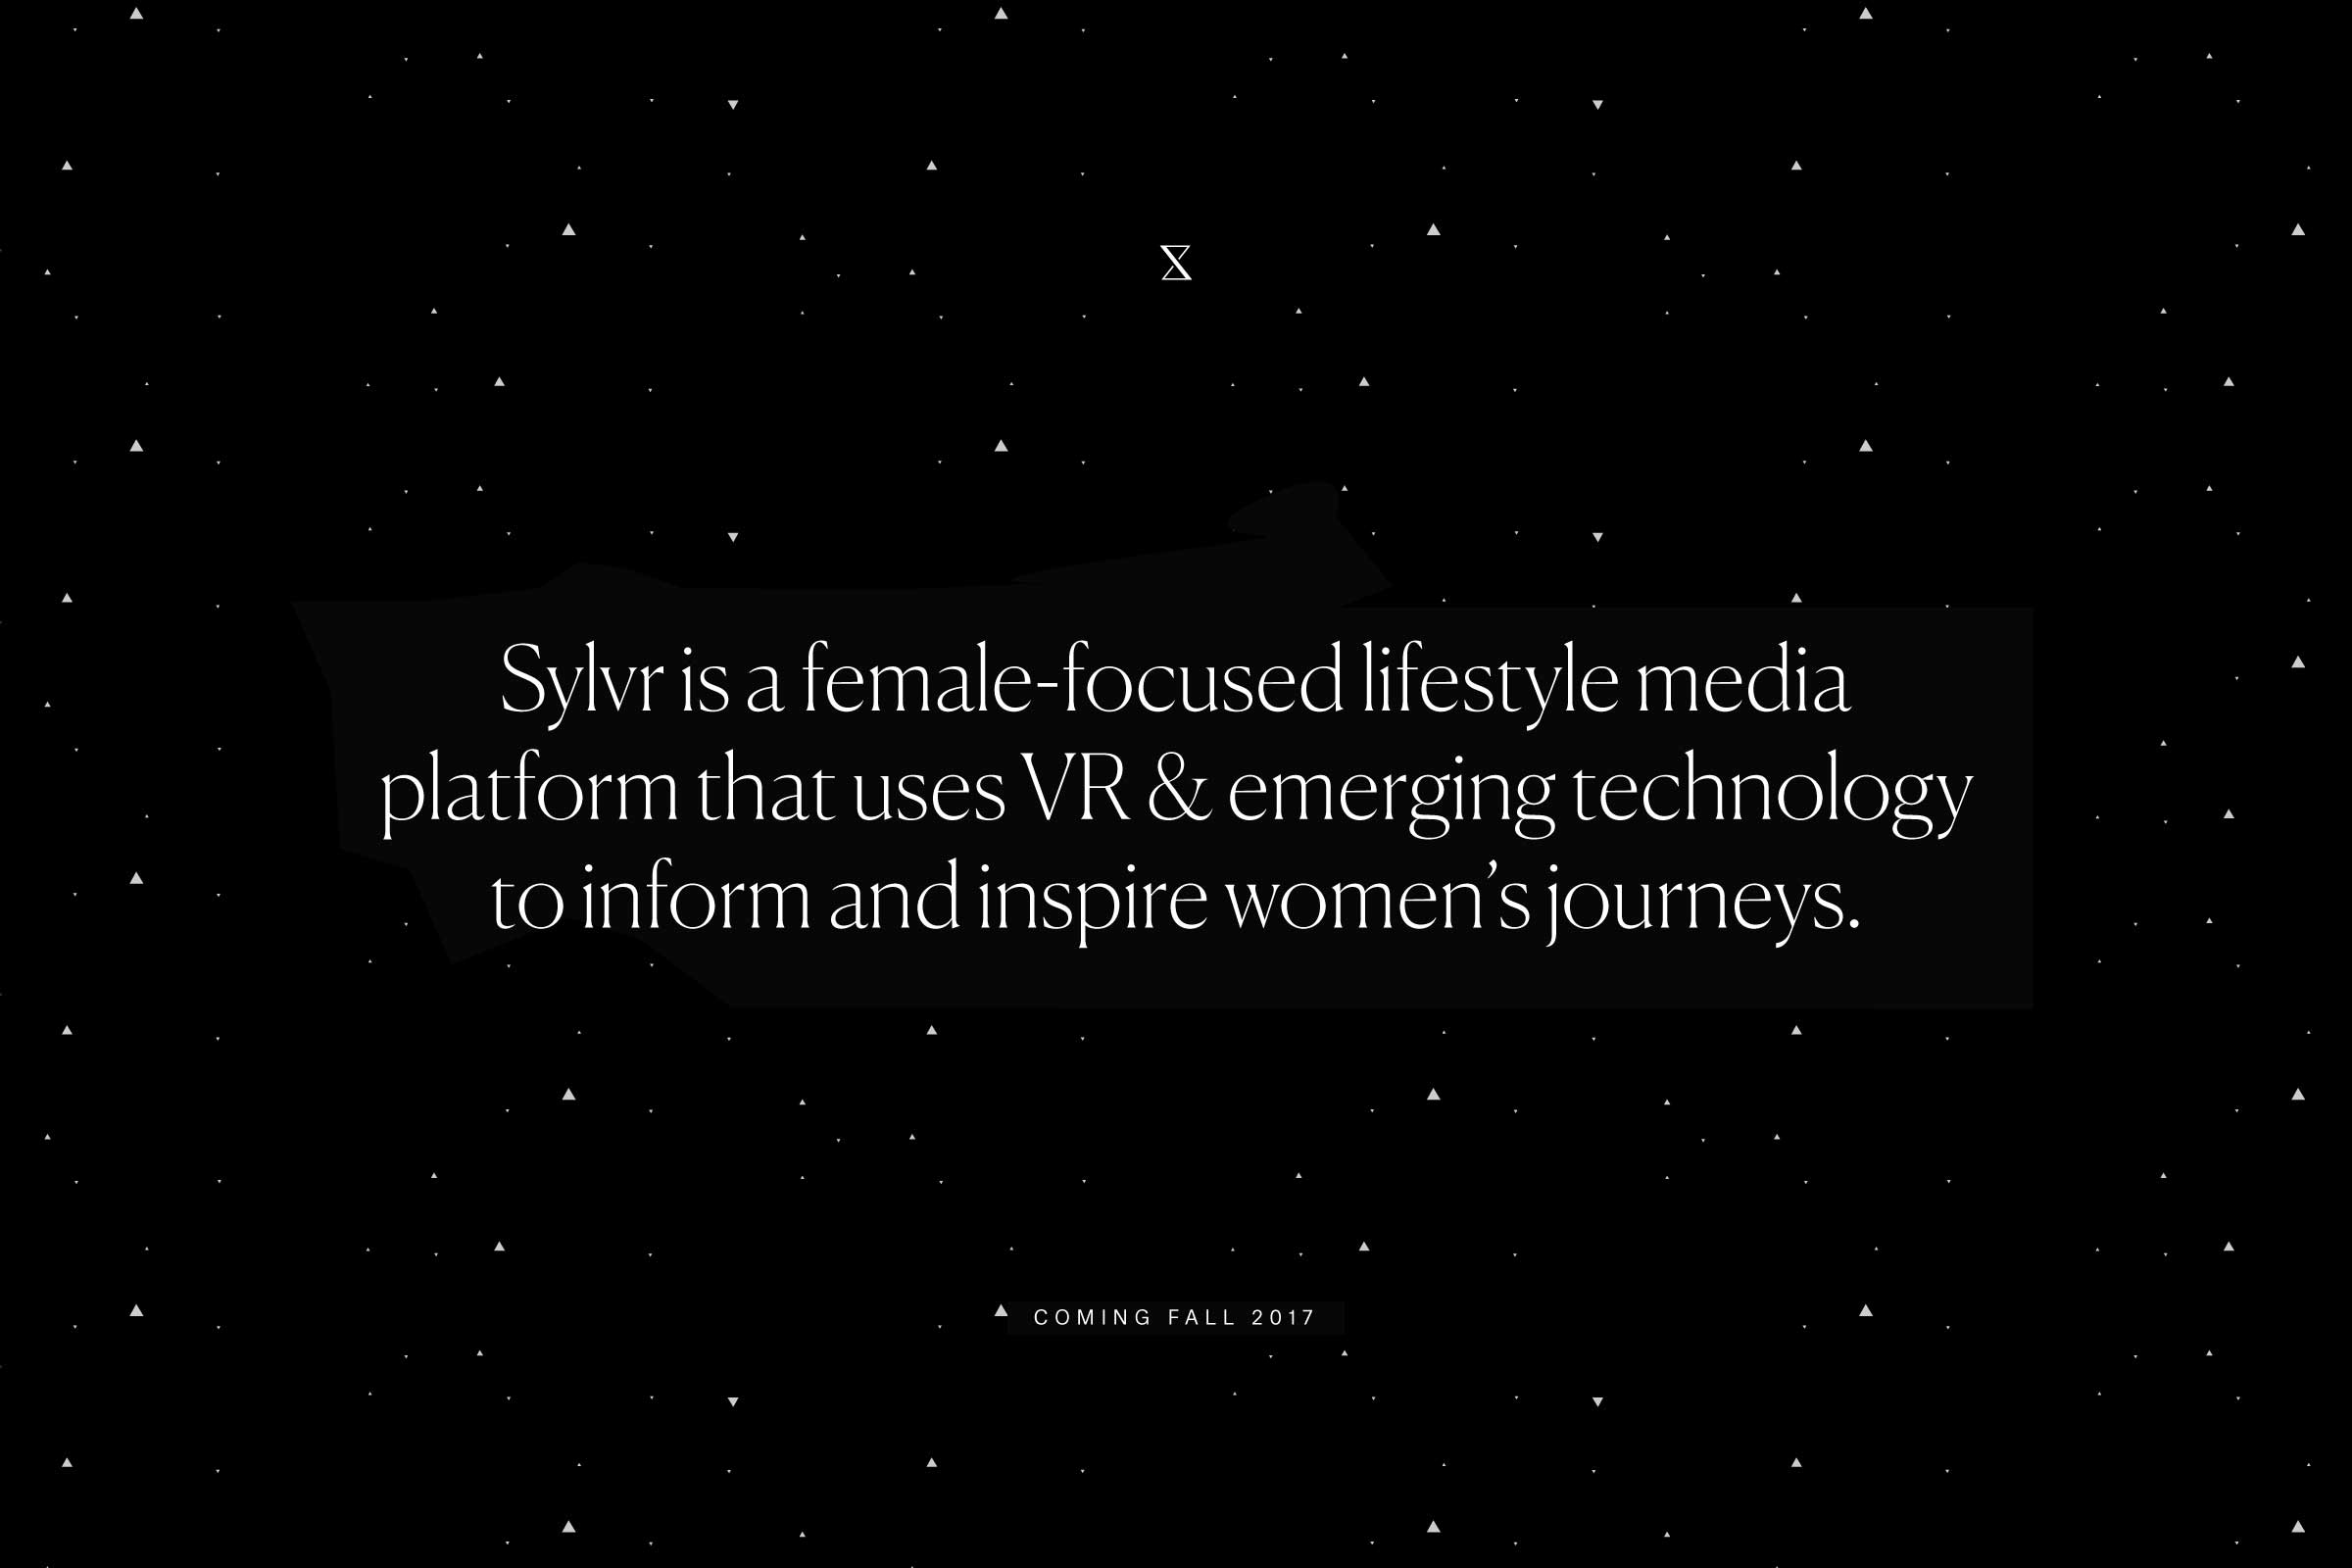 Sylvr is a female-focused lifestyle media
platform that uses VR & emerging technology
to inform and inspire women’s journeys.
COMING FALL 2017